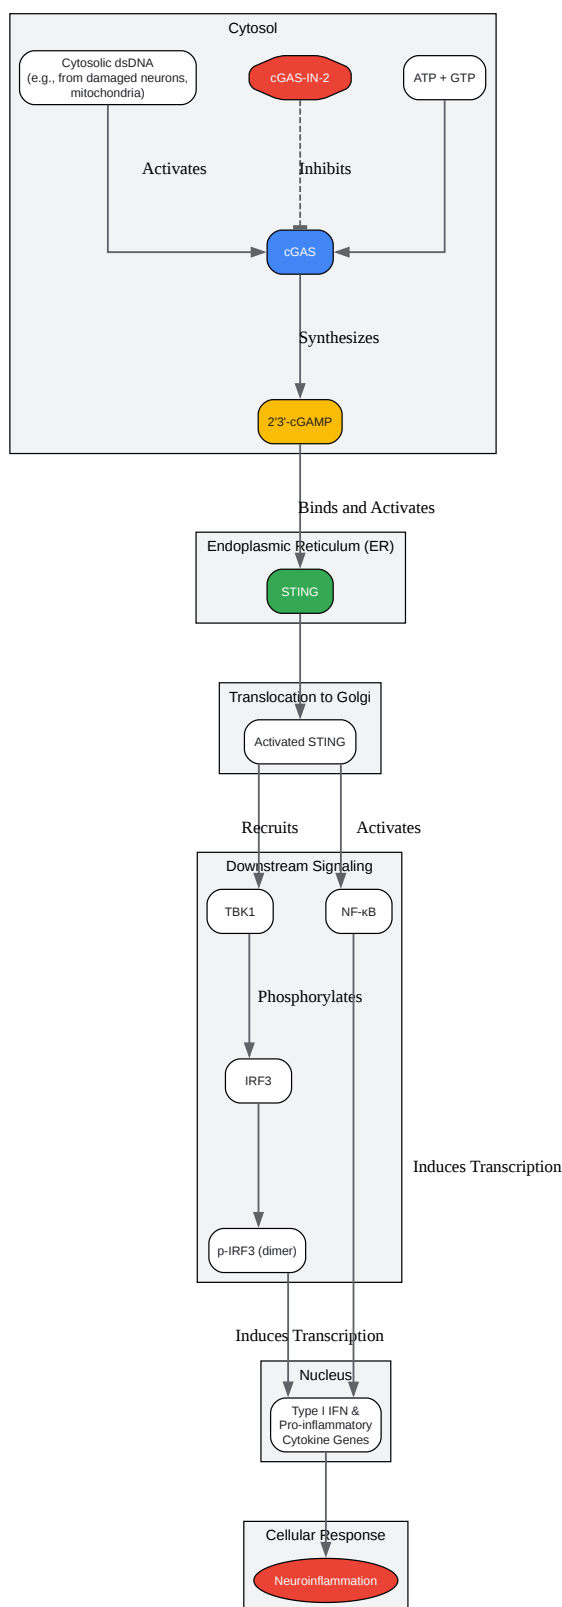 Cytosol
Cytosolic dsDNA
(e.g., from damaged neurons,
mitochondria)
cGAS-IN-2
ATP + GTP
Activates
Inhibits
cGAS
Synthesizes
2'3'-cGAMP
Binds and Activates
Endoplasmic Reticulum (ER)
STING
Translocation to Golgi
Activated STING
Recruits
Activates
Downstream Signaling
TBK1
NF-κB
Phosphorylates
IRF3
Induces Transcription
p-IRF3 (dimer)
Induces Transcription
Nucleus
Type I IFN &
Pro-inflammatory
Cytokine Genes
Cellular Response
Neuroinflammation